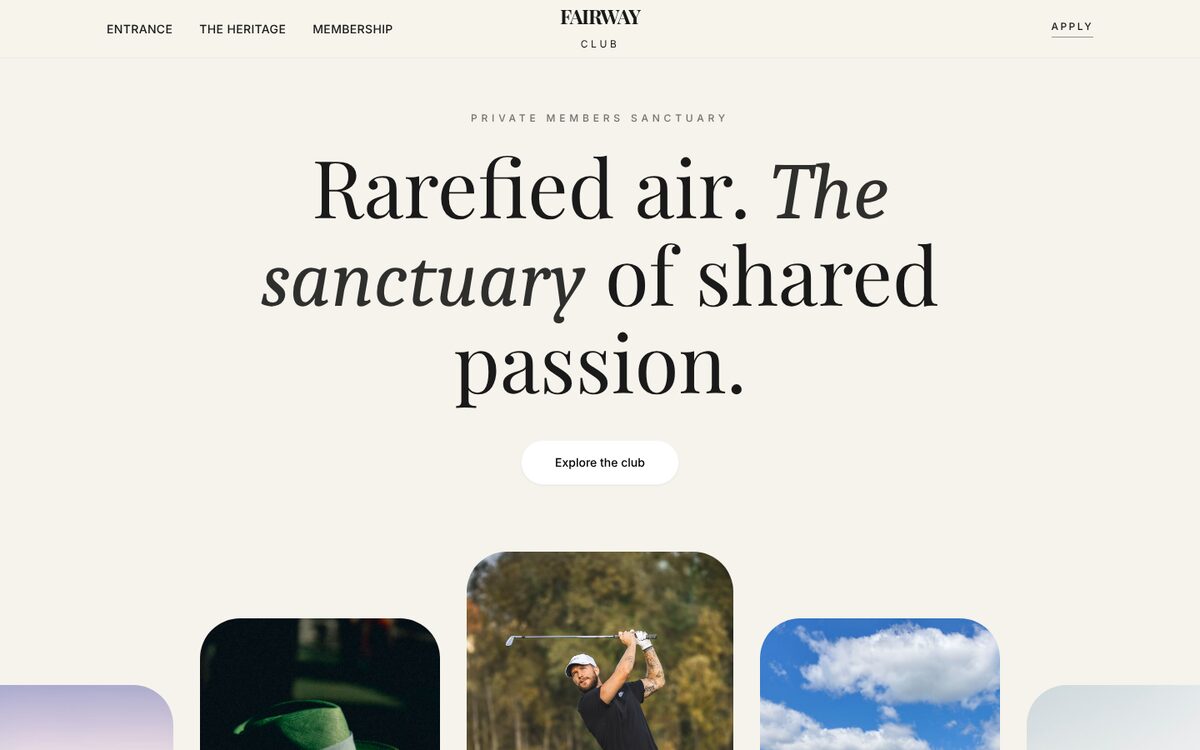 ENTRANCE THE HERITAGE MEMBERSHIP
FAIRWAY
CLUB
APPLY
PRIVATE MEMBERS SANCTUARY
Rarefied air. The
sanctuary of shared
passion.
Explore the club